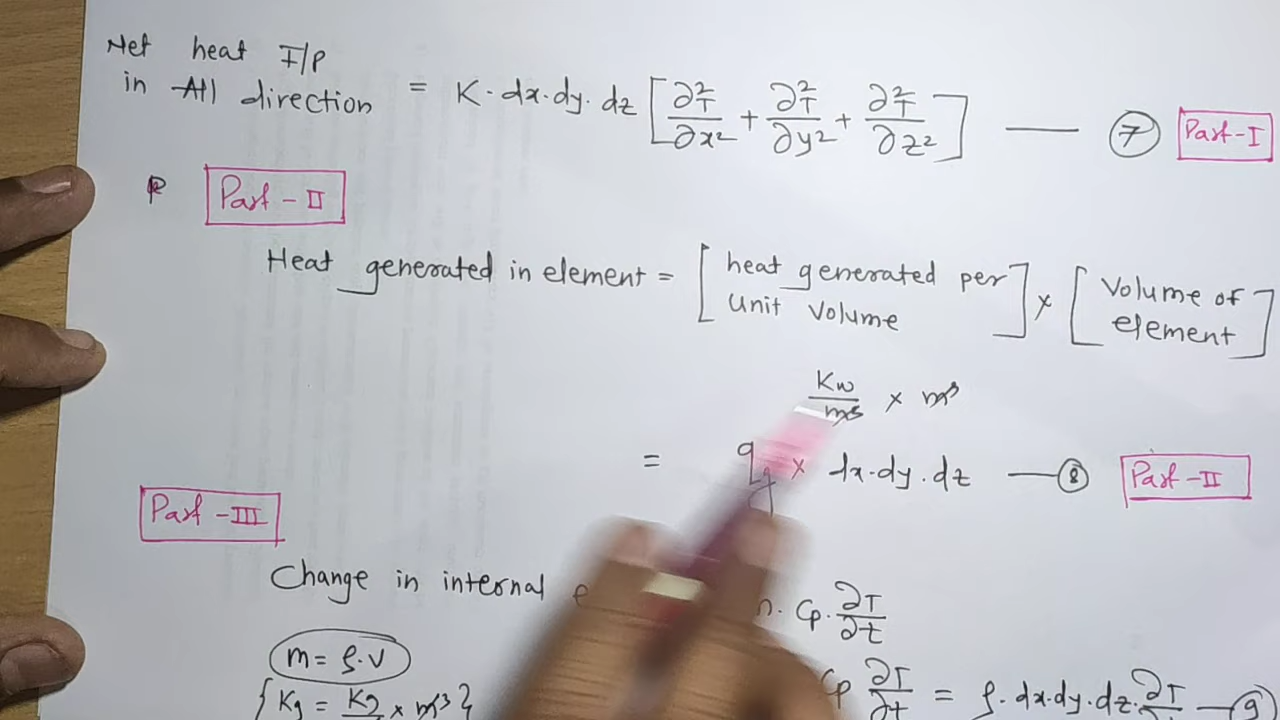 Net heat I/P
in All direction = K · dx · dy · dz [∂²T/∂x² + ∂²T/∂y² + ∂²T/∂z²] — ⑦ Part-I
Part - II
Heat generated in element = [heat generated per unit volume] × [Volume of element]
Kw/m³ × m³
= qg × dx · dy · dz — ⑧ Part-II
Part -III
Change in internal · Cp · ∂T/∂t
m = ρ · V
Cp ∂T/∂t = ρ · dx · dy · dz · ∂T — ⑨
{ Kg = Kg × m³ }